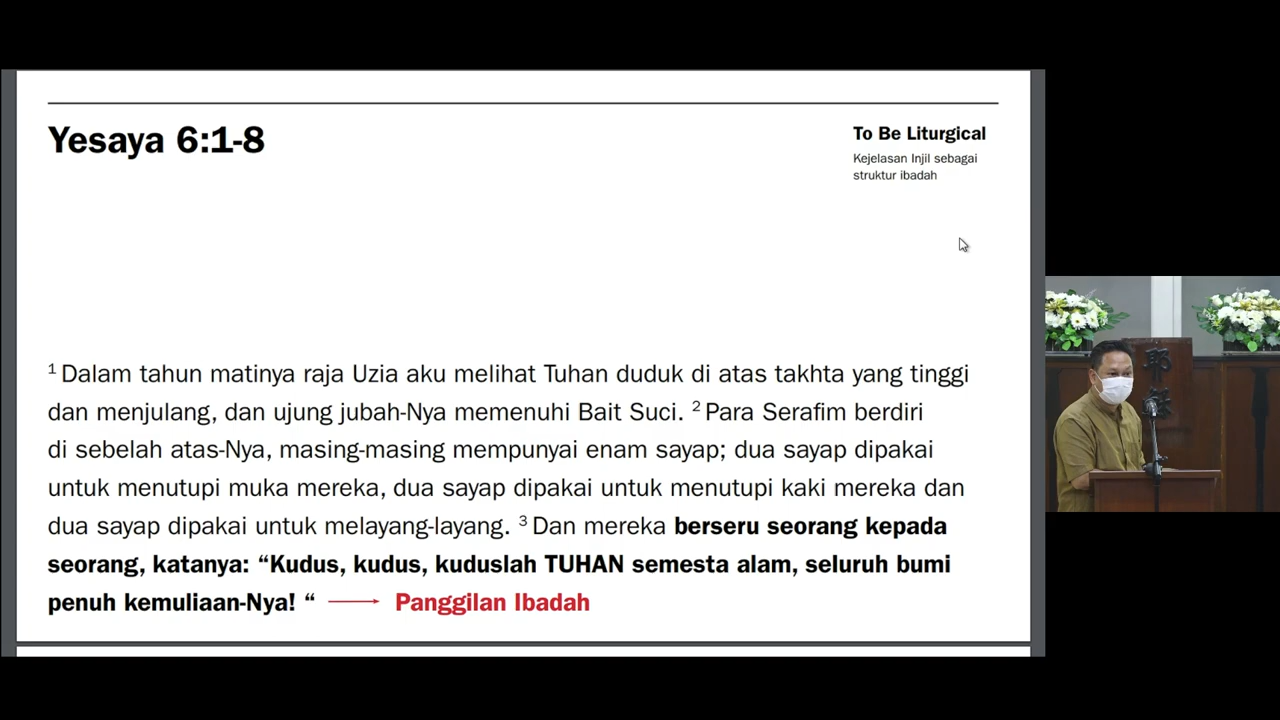 Yesaya 6:1-8
To Be Liturgical
Kejelasan Injil sebagai
struktur ibadah
1 Dalam tahun matinya raja Uzia aku melihat Tuhan duduk di atas takhta yang tinggi
dan menjulang, dan ujung jubah-Nya memenuhi Bait Suci. 2 Para Serafim berdiri
di sebelah atas-Nya, masing-masing mempunyai enam sayap; dua sayap dipakai
untuk menutupi muka mereka, dua sayap dipakai untuk menutupi kaki mereka dan
dua sayap dipakai untuk melayang-layang. 3 Dan mereka berseru seorang kepada
seorang, katanya: “Kudus, kudus, kuduslah TUHAN semesta alam, seluruh bumi
penuh kemuliaan-Nya! “ → Panggilan Ibadah
耶